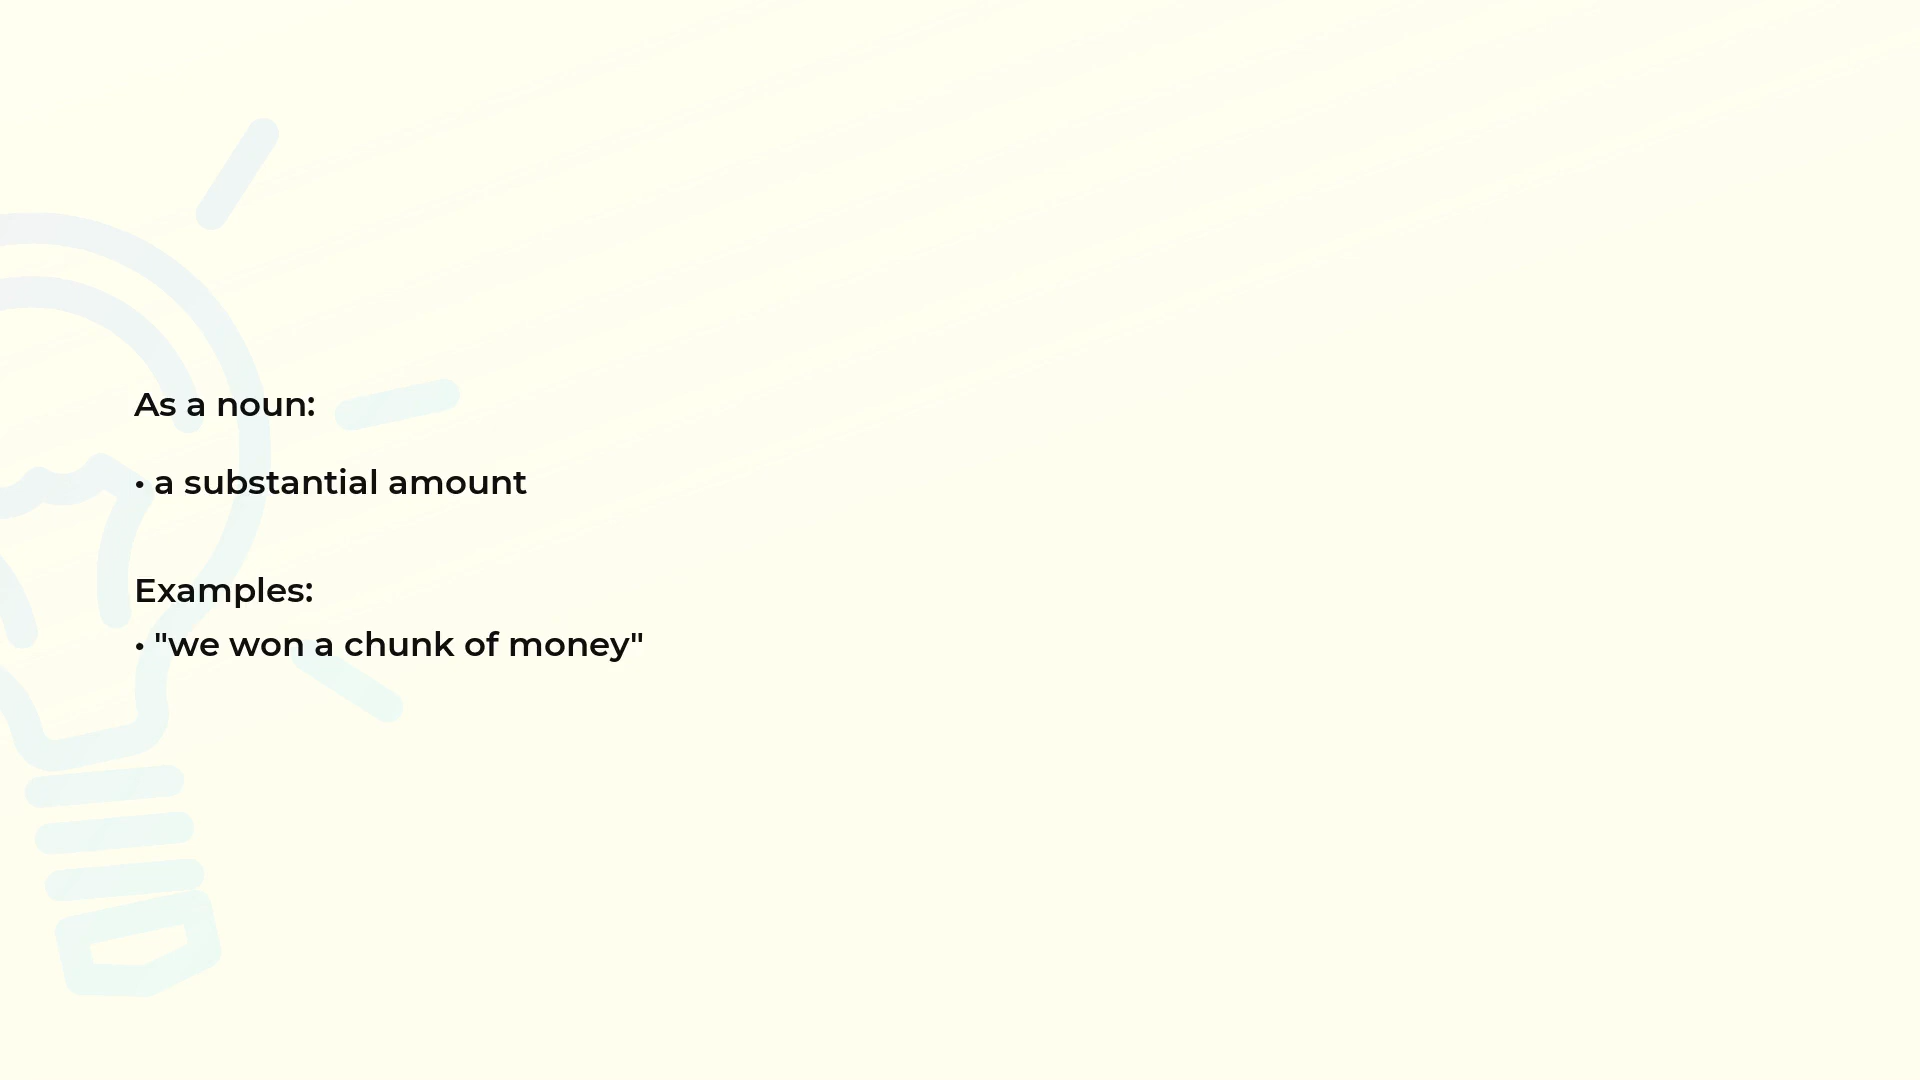 As a noun:
• a substantial amount
Examples:
• "we won a chunk of money"